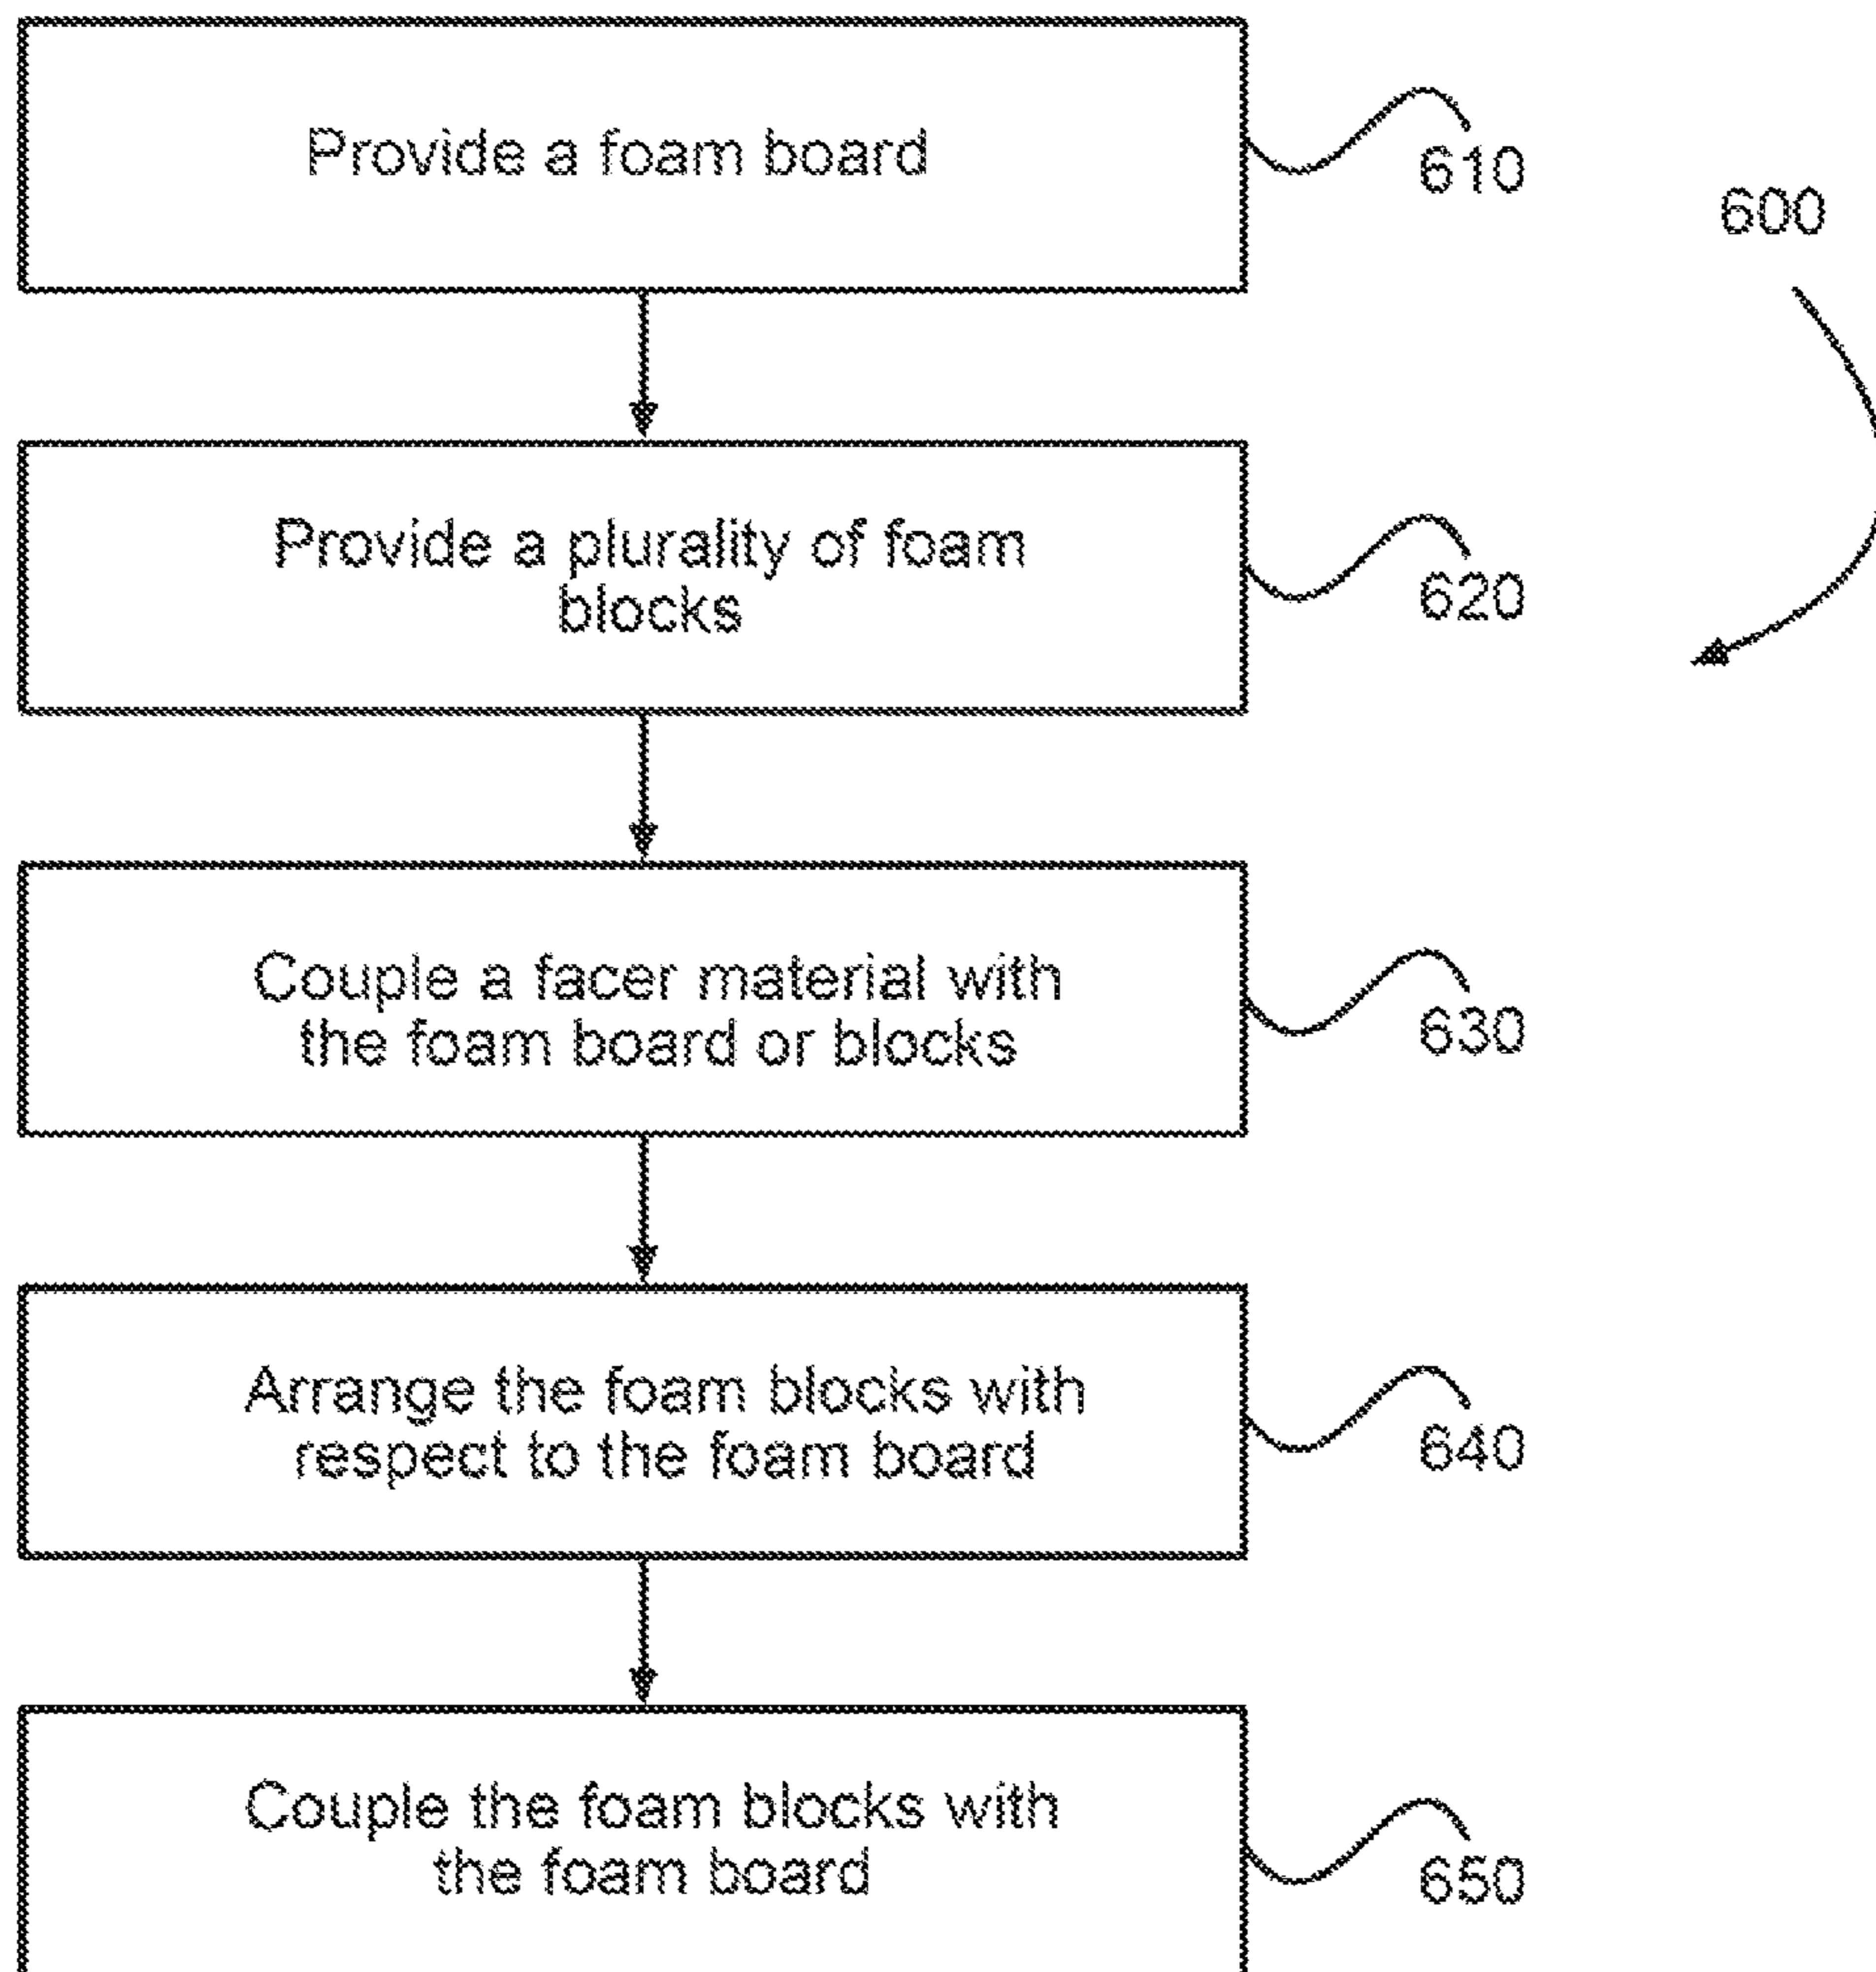 Provide a foam board
610
600
Provide a plurality of foam
blocks
620
Couple a facer material with
the foam board or blocks
630
Arrange the foam blocks with
respect to the foam board
640
Couple the foam blocks with
the foam board
650